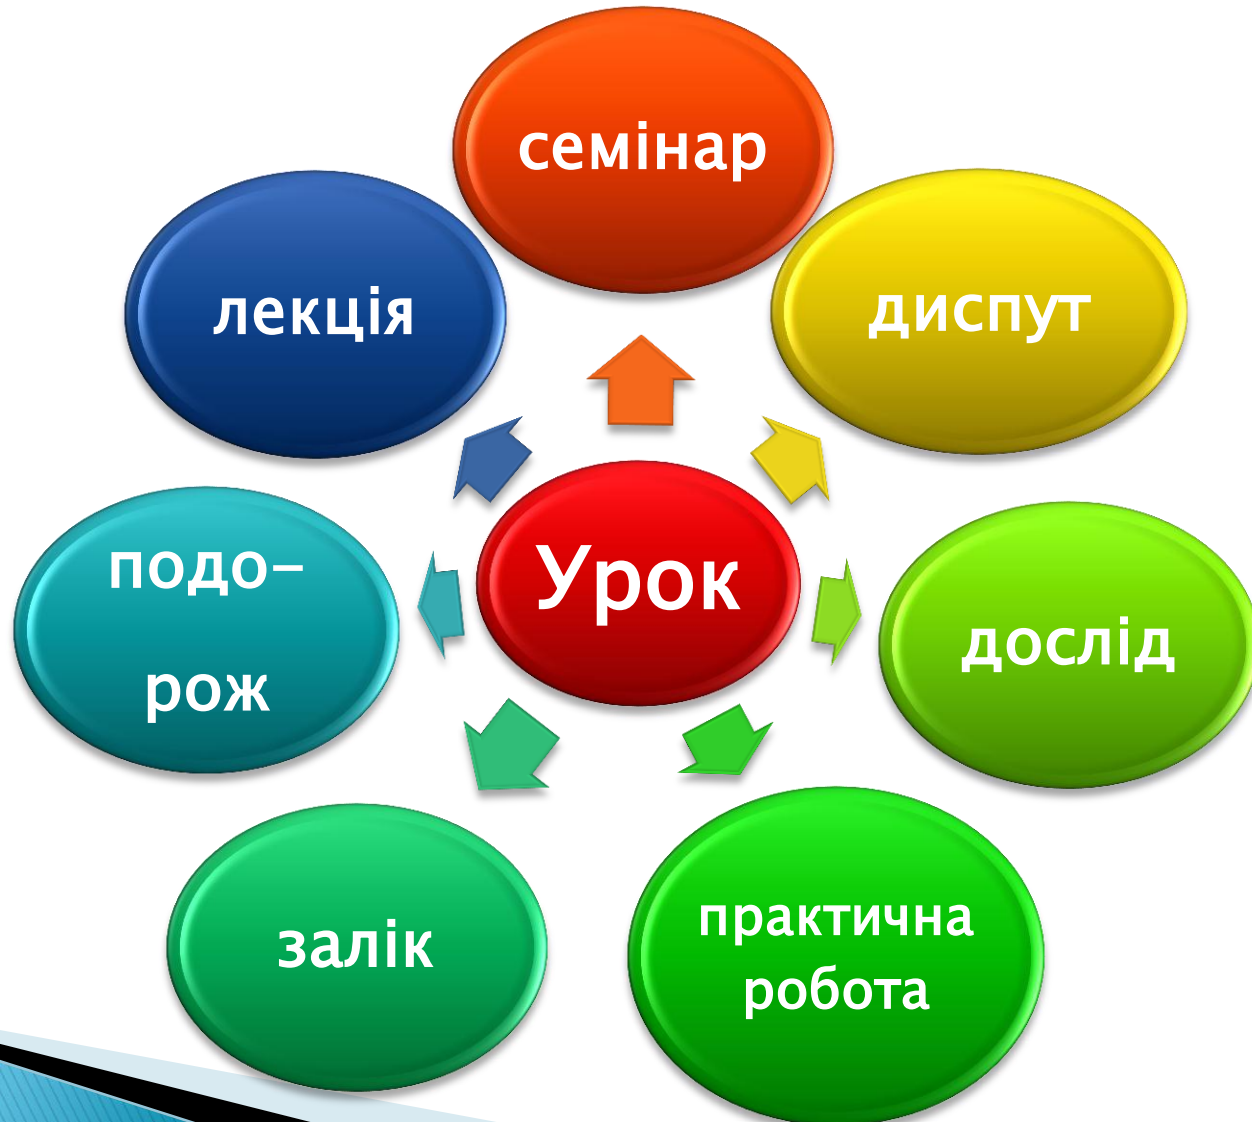 семінар
лекція
диспут
подо-
рож
Урок
дослід
залік
практична
робота